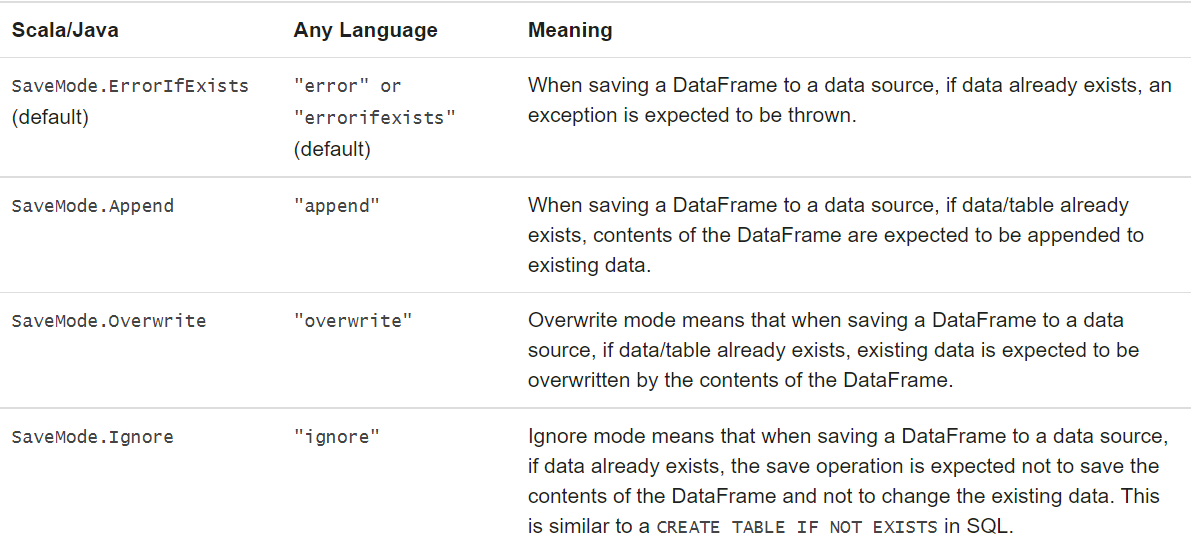 Scala/Java Any Language Meaning
SaveMode.ErrorIfExists "error" or When saving a DataFrame to a data source, if data already exists, an
(default) "errorifexists" exception is expected to be thrown.
(default)
SaveMode.Append "append" When saving a DataFrame to a data source, if data/table already
exists, contents of the DataFrame are expected to be appended to
existing data.
SaveMode.Overwrite "overwrite" Overwrite mode means that when saving a DataFrame to a data
source, if data/table already exists, existing data is expected to be
overwritten by the contents of the DataFrame.
SaveMode.Ignore "ignore" Ignore mode means that when saving a DataFrame to a data source,
if data already exists, the save operation is expected not to save the
contents of the DataFrame and not to change the existing data. This
is similar to a CREATE TABLE IF NOT EXISTS in SQL.